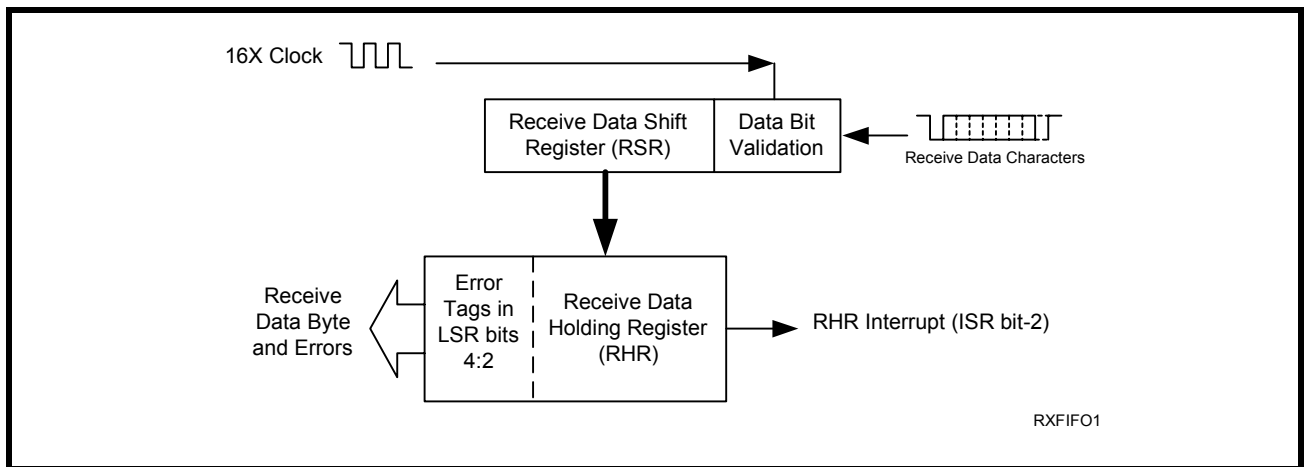 16X Clock
Receive Data Shift
Register (RSR)
Data Bit
Validation
Receive Data Characters
Receive
Data Byte
and Errors
Error
Tags in
LSR bits
4:2
Receive Data
Holding Register
(RHR)
RHR Interrupt (ISR bit-2)
RXFIFO1